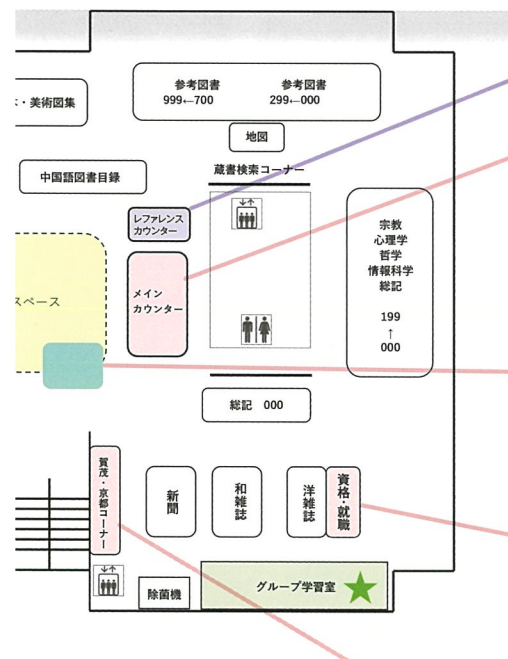 参考図書 参考図書
999←700 299←000
・美術図集
地図
中国語図書目録
蔵書検索コーナー
レファレンス
カウンター
メイン
カウンター
宗教
心理学
哲学
情報科学
総記
199
↑
000
スペース
総記 000
賀茂・京都コーナー
新聞
和雑誌
洋雑誌
資格・就職
除菌機
グループ学習室